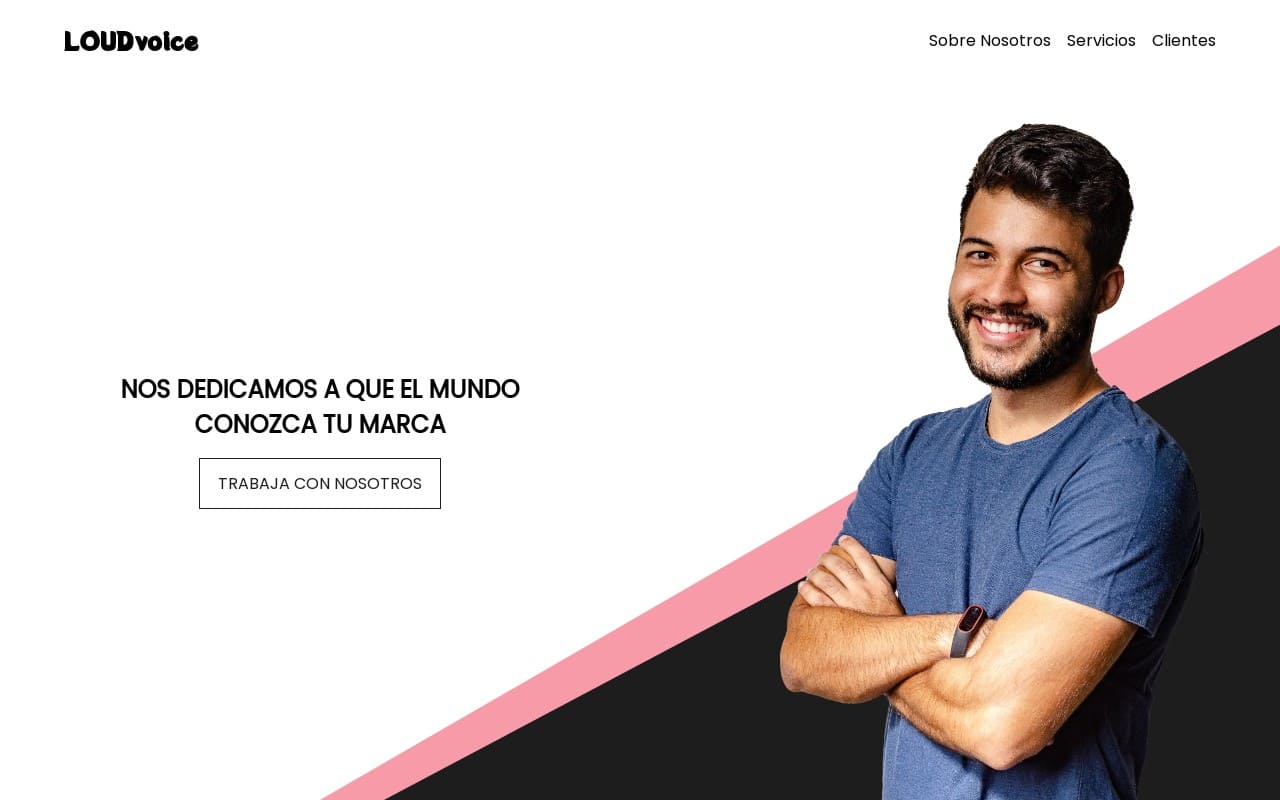 LOUDvoice
Sobre Nosotros Servicios Clientes
NOS DEDICAMOS A QUE EL MUNDO
CONOZCA TU MARCA
TRABAJA CON NOSOTROS